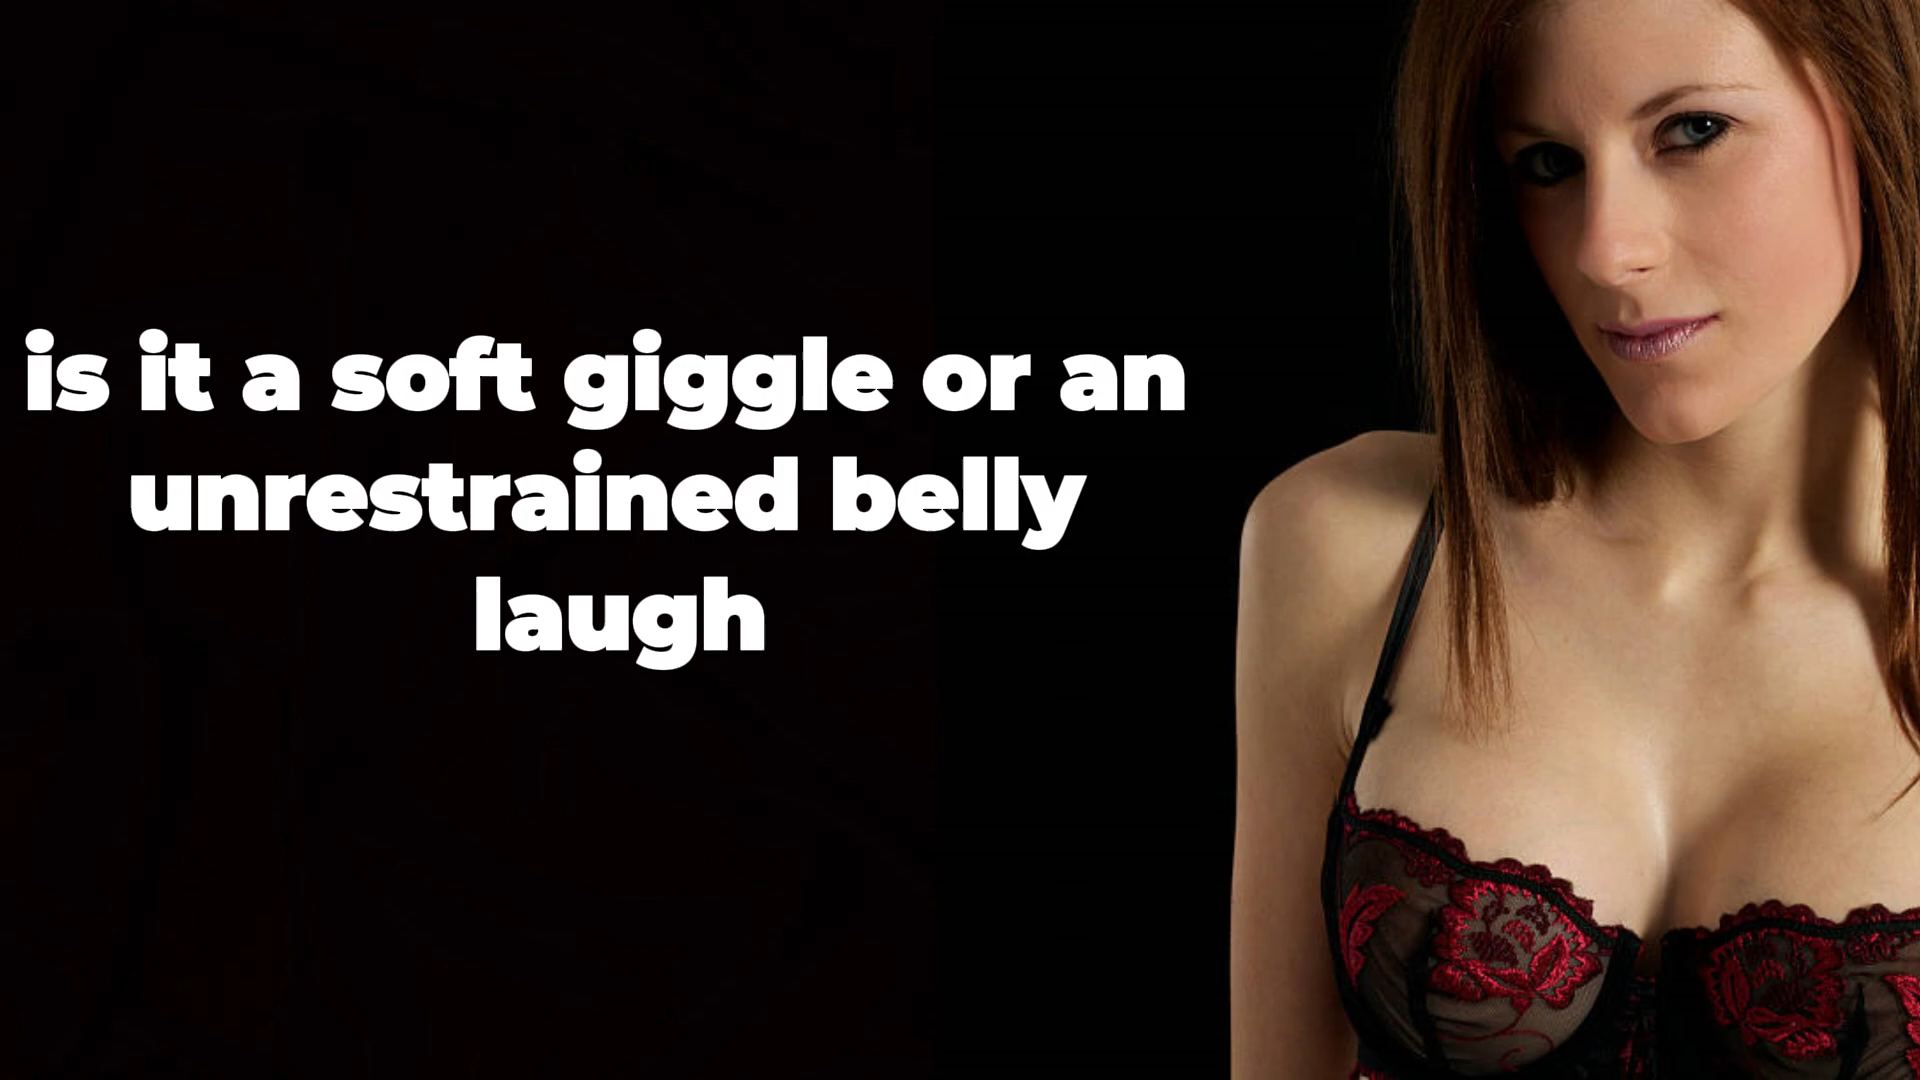 is it a soft giggle or an
unrestrained belly
laugh